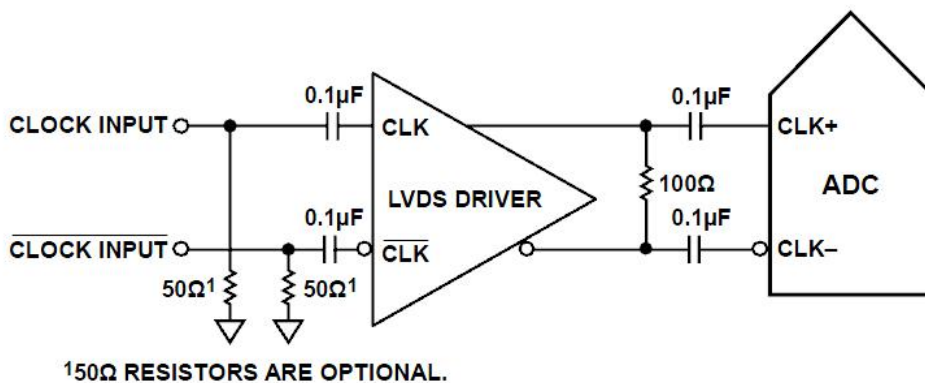 0.1µF
0.1µF
CLOCK INPUT
CLK
CLK+
LVDS DRIVER
100Ω
ADC
0.1µF
0.1µF
CLOCK INPUT
CLK
CLK–
50Ω¹
50Ω¹
¹50Ω RESISTORS ARE OPTIONAL.